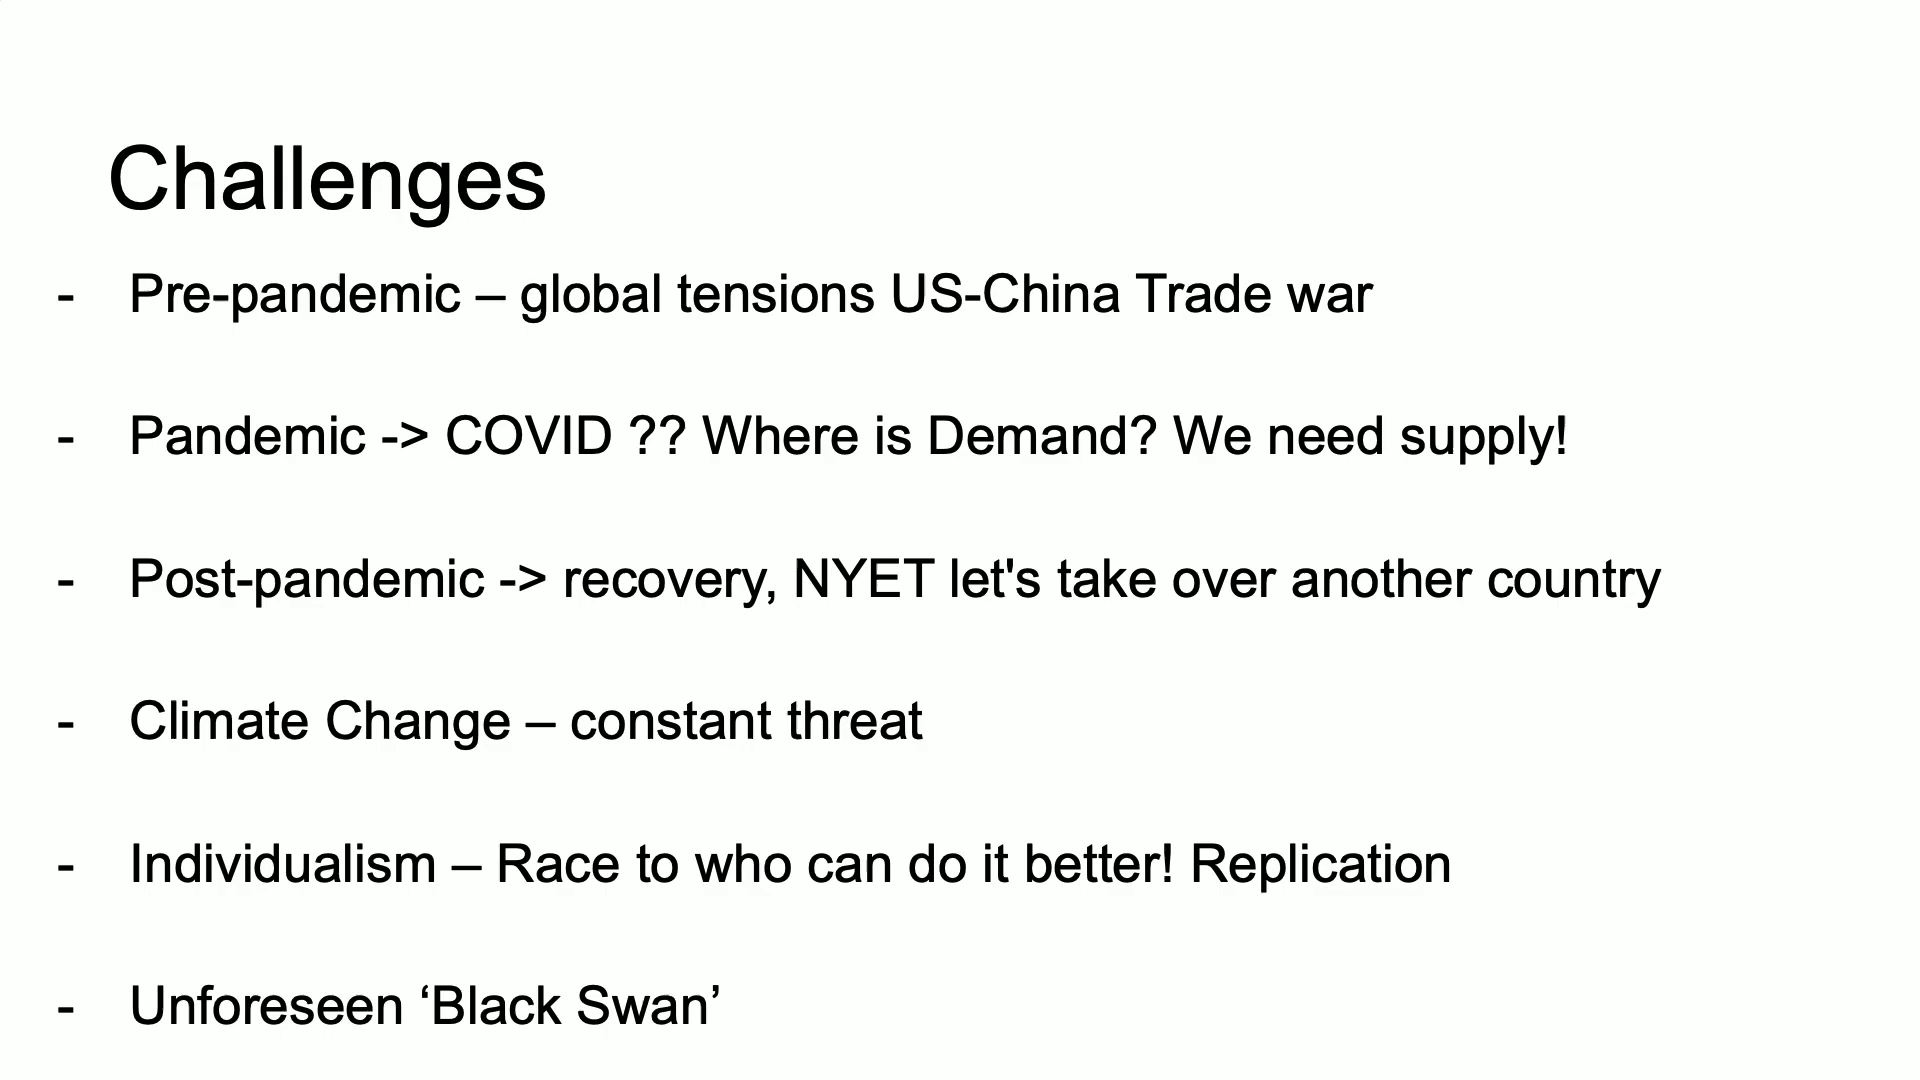 Challenges
- Pre-pandemic – global tensions US-China Trade war
- Pandemic -> COVID ?? Where is Demand? We need supply!
- Post-pandemic -> recovery, NYET let's take over another country
- Climate Change – constant threat
- Individualism – Race to who can do it better! Replication
- Unforeseen ‘Black Swan’